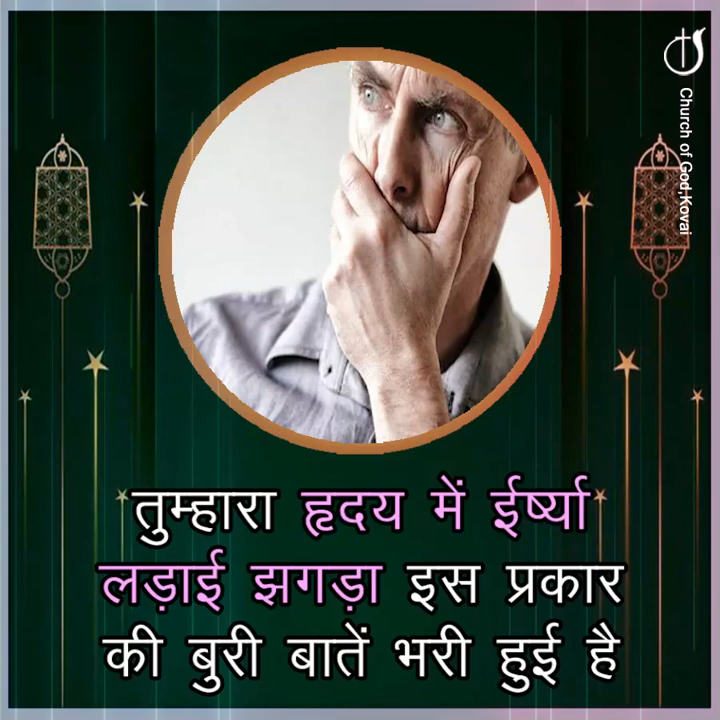 Church of God,Kovai
तुम्हारा हृदय में ईर्ष्या
लड़ाई झगड़ा इस प्रकार
की बुरी बातें भरी हुई है